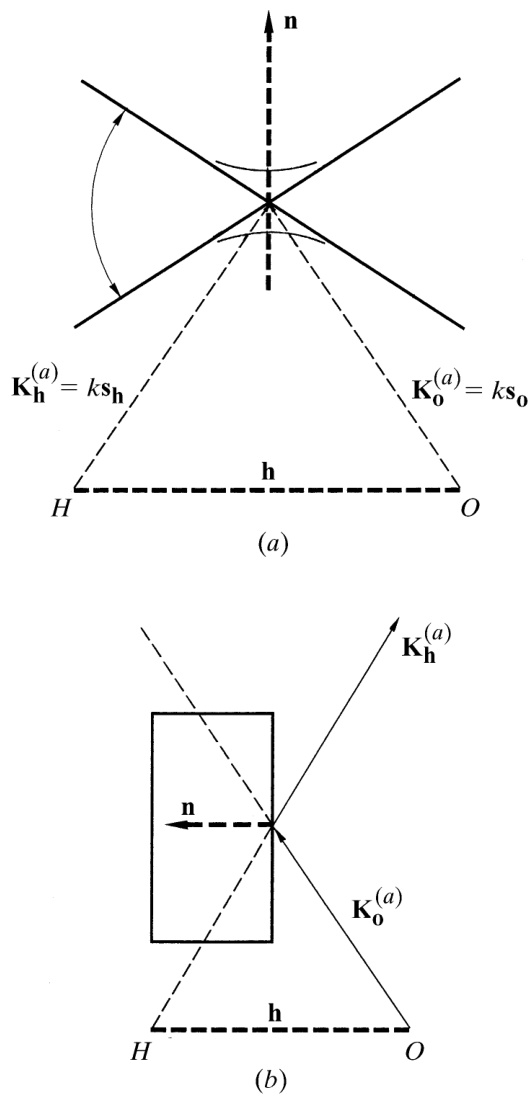 n
K_h^(a) = ks_h
K_o^(a) = ks_o
h
H
O
(a)
K_h^(a)
n
K_o^(a)
h
H
O
(b)